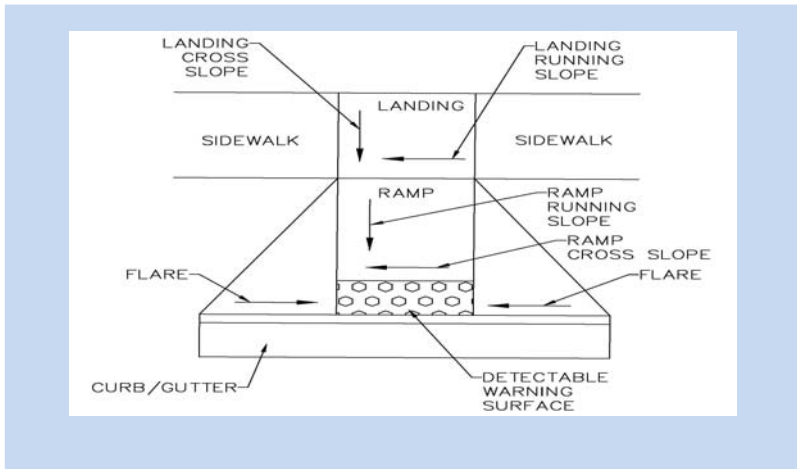 LANDING
CROSS
SLOPE
LANDING
RUNNING
SLOPE
LANDING
SIDEWALK
SIDEWALK
RAMP
RAMP
RUNNING
SLOPE
RAMP
CROSS SLOPE
FLARE
FLARE
CURB/GUTTER
DETECTABLE
WARNING
SURFACE